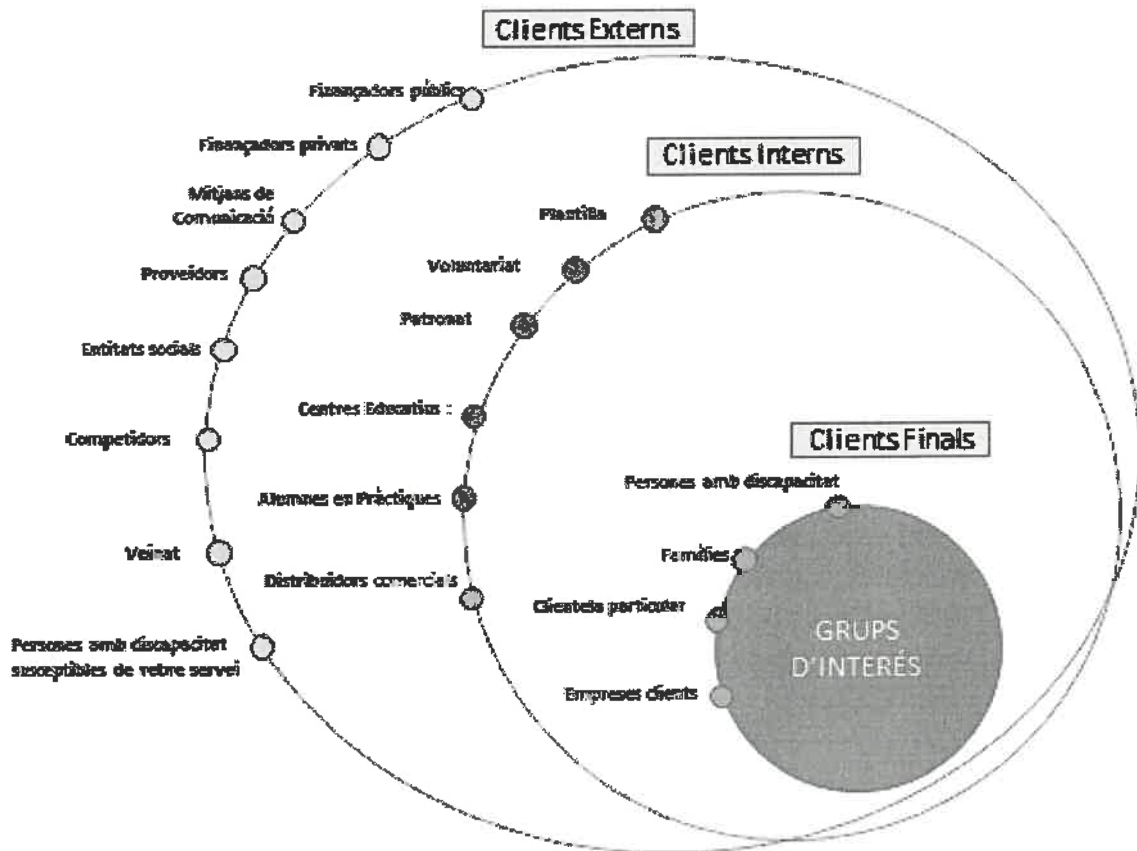 Clients Externs
Finançadors públics
Finançadors privats
Mitjans de
Comunicació
Proveïdors
Entitats socials
Competidors
Veïnat
Persones amb discapacitat
susceptibles de rebre servei
Clients Interns
Plantilla
Voluntariat
Patronat
Centres Educatius
Alumnes en Pràctiques
Distribuïdors comercials
Clients Finals
Persones amb discapacitat
Famílies
Clientela particular
Empreses clients
GRUPS
D'INTERÉS